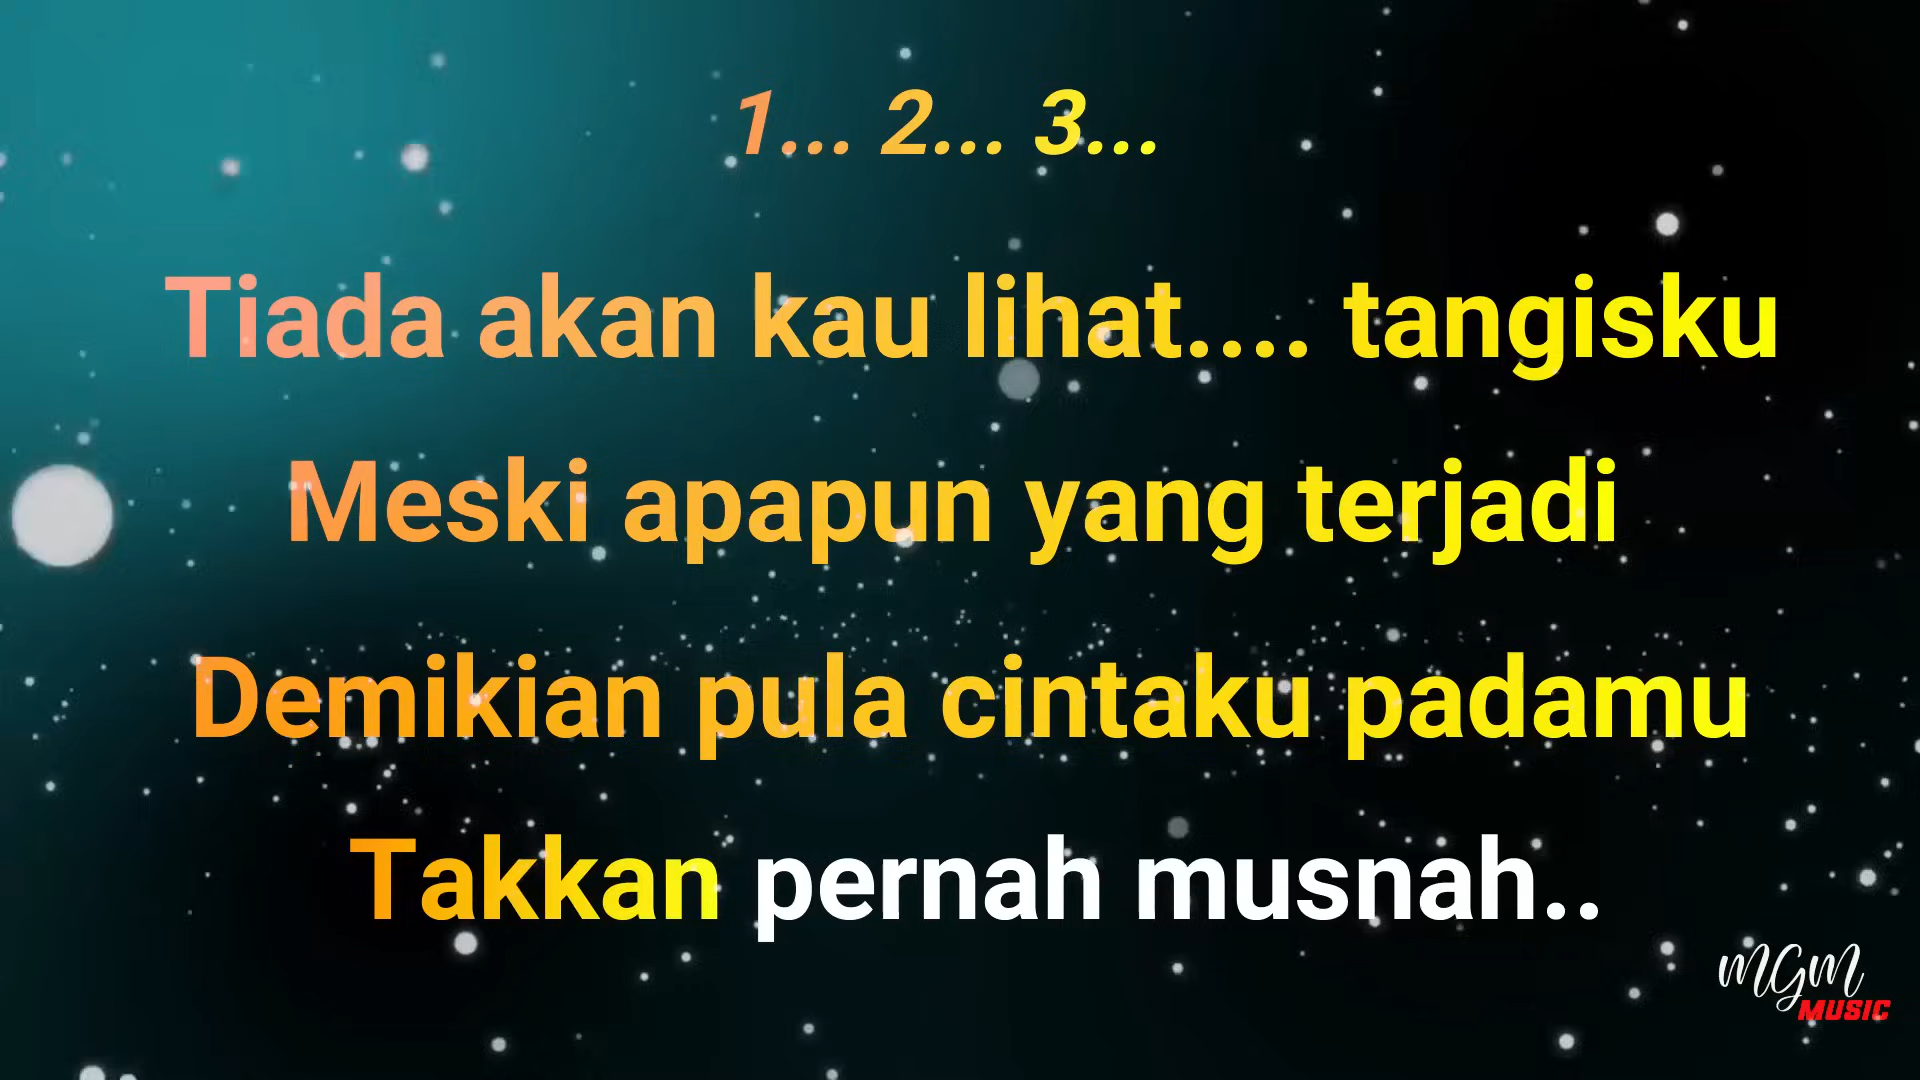 1... 2... 3...
Tiada akan kau lihat.... tangisku
Meski apapun yang terjadi
Demikian pula cintaku padamu
Takkan pernah musnah..
MGM
MUSIC